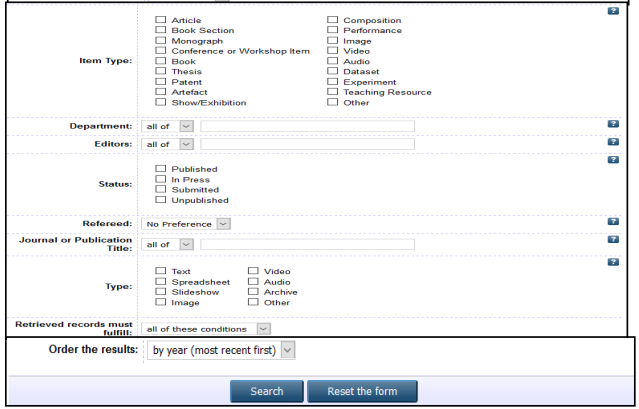 ?
Item Type:
Article
Book Section
Monograph
Conference or Workshop Item
Book
Thesis
Patent
Artefact
Show/Exhibition
Composition
Performance
Image
Video
Audio
Dataset
Experiment
Teaching Resource
Other
Department: all of ?
Editors: all of ?
?
Status:
Published
In Press
Submitted
Unpublished
Refereed: No Preference ?
Journal or Publication
Title: all of ?
?
Type:
Text
Spreadsheet
Slideshow
Image
Video
Audio
Archive
Other
Retrieved records must
fulfill: all of these conditions
Order the results: by year (most recent first)
Search Reset the form